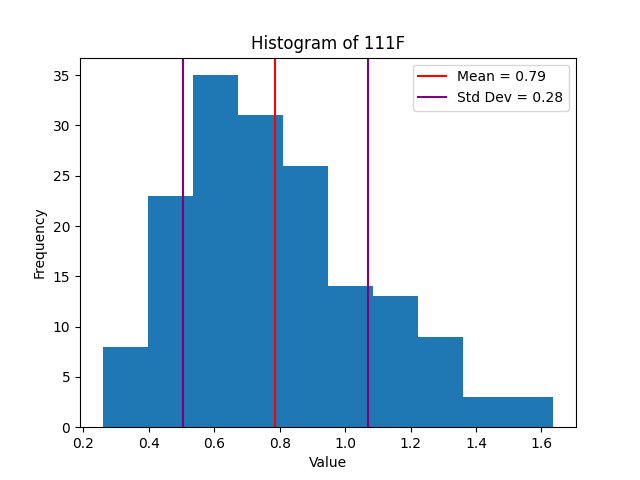 Histogram of 111F
Mean = 0.79
Std Dev = 0.28
Frequency
35
30
25
20
15
10
5
0
0.2 0.4 0.6 0.8 1.0 1.2 1.4 1.6
Value